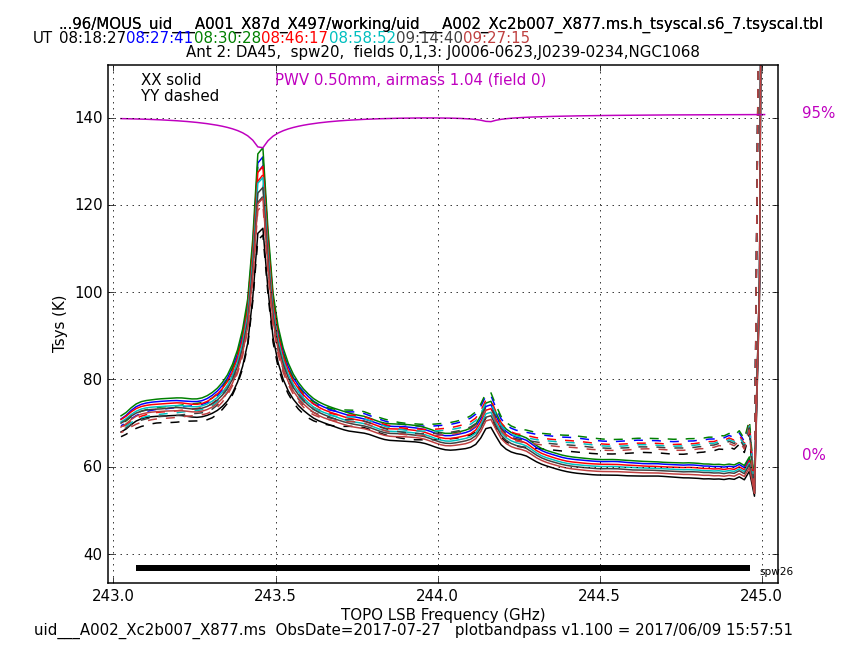 ...96/MOUS_uid___A001_X87d_X497/working/uid___A002_Xc2b007_X877.ms.h_tsyscal.s6_7.tsyscal.tbl
UT 08:18:27 08:27:41 08:30:28 08:46:17 08:58:52 09:14:40 09:27:15
Ant 2: DA45, spw20, fields 0,1,3: J0006-0623,J0239-0234,NGC1068
XX solid PWV 0.50mm, airmass 1.04 (field 0)
YY dashed
140
120
100
80
60
40
95%
0%
Tsys (K)
spw26
243.0 243.5 244.0 244.5 245.0
TOPO LSB Frequency (GHz)
uid___A002_Xc2b007_X877.ms ObsDate=2017-07-27 plotbandpass v1.100 = 2017/06/09 15:57:51